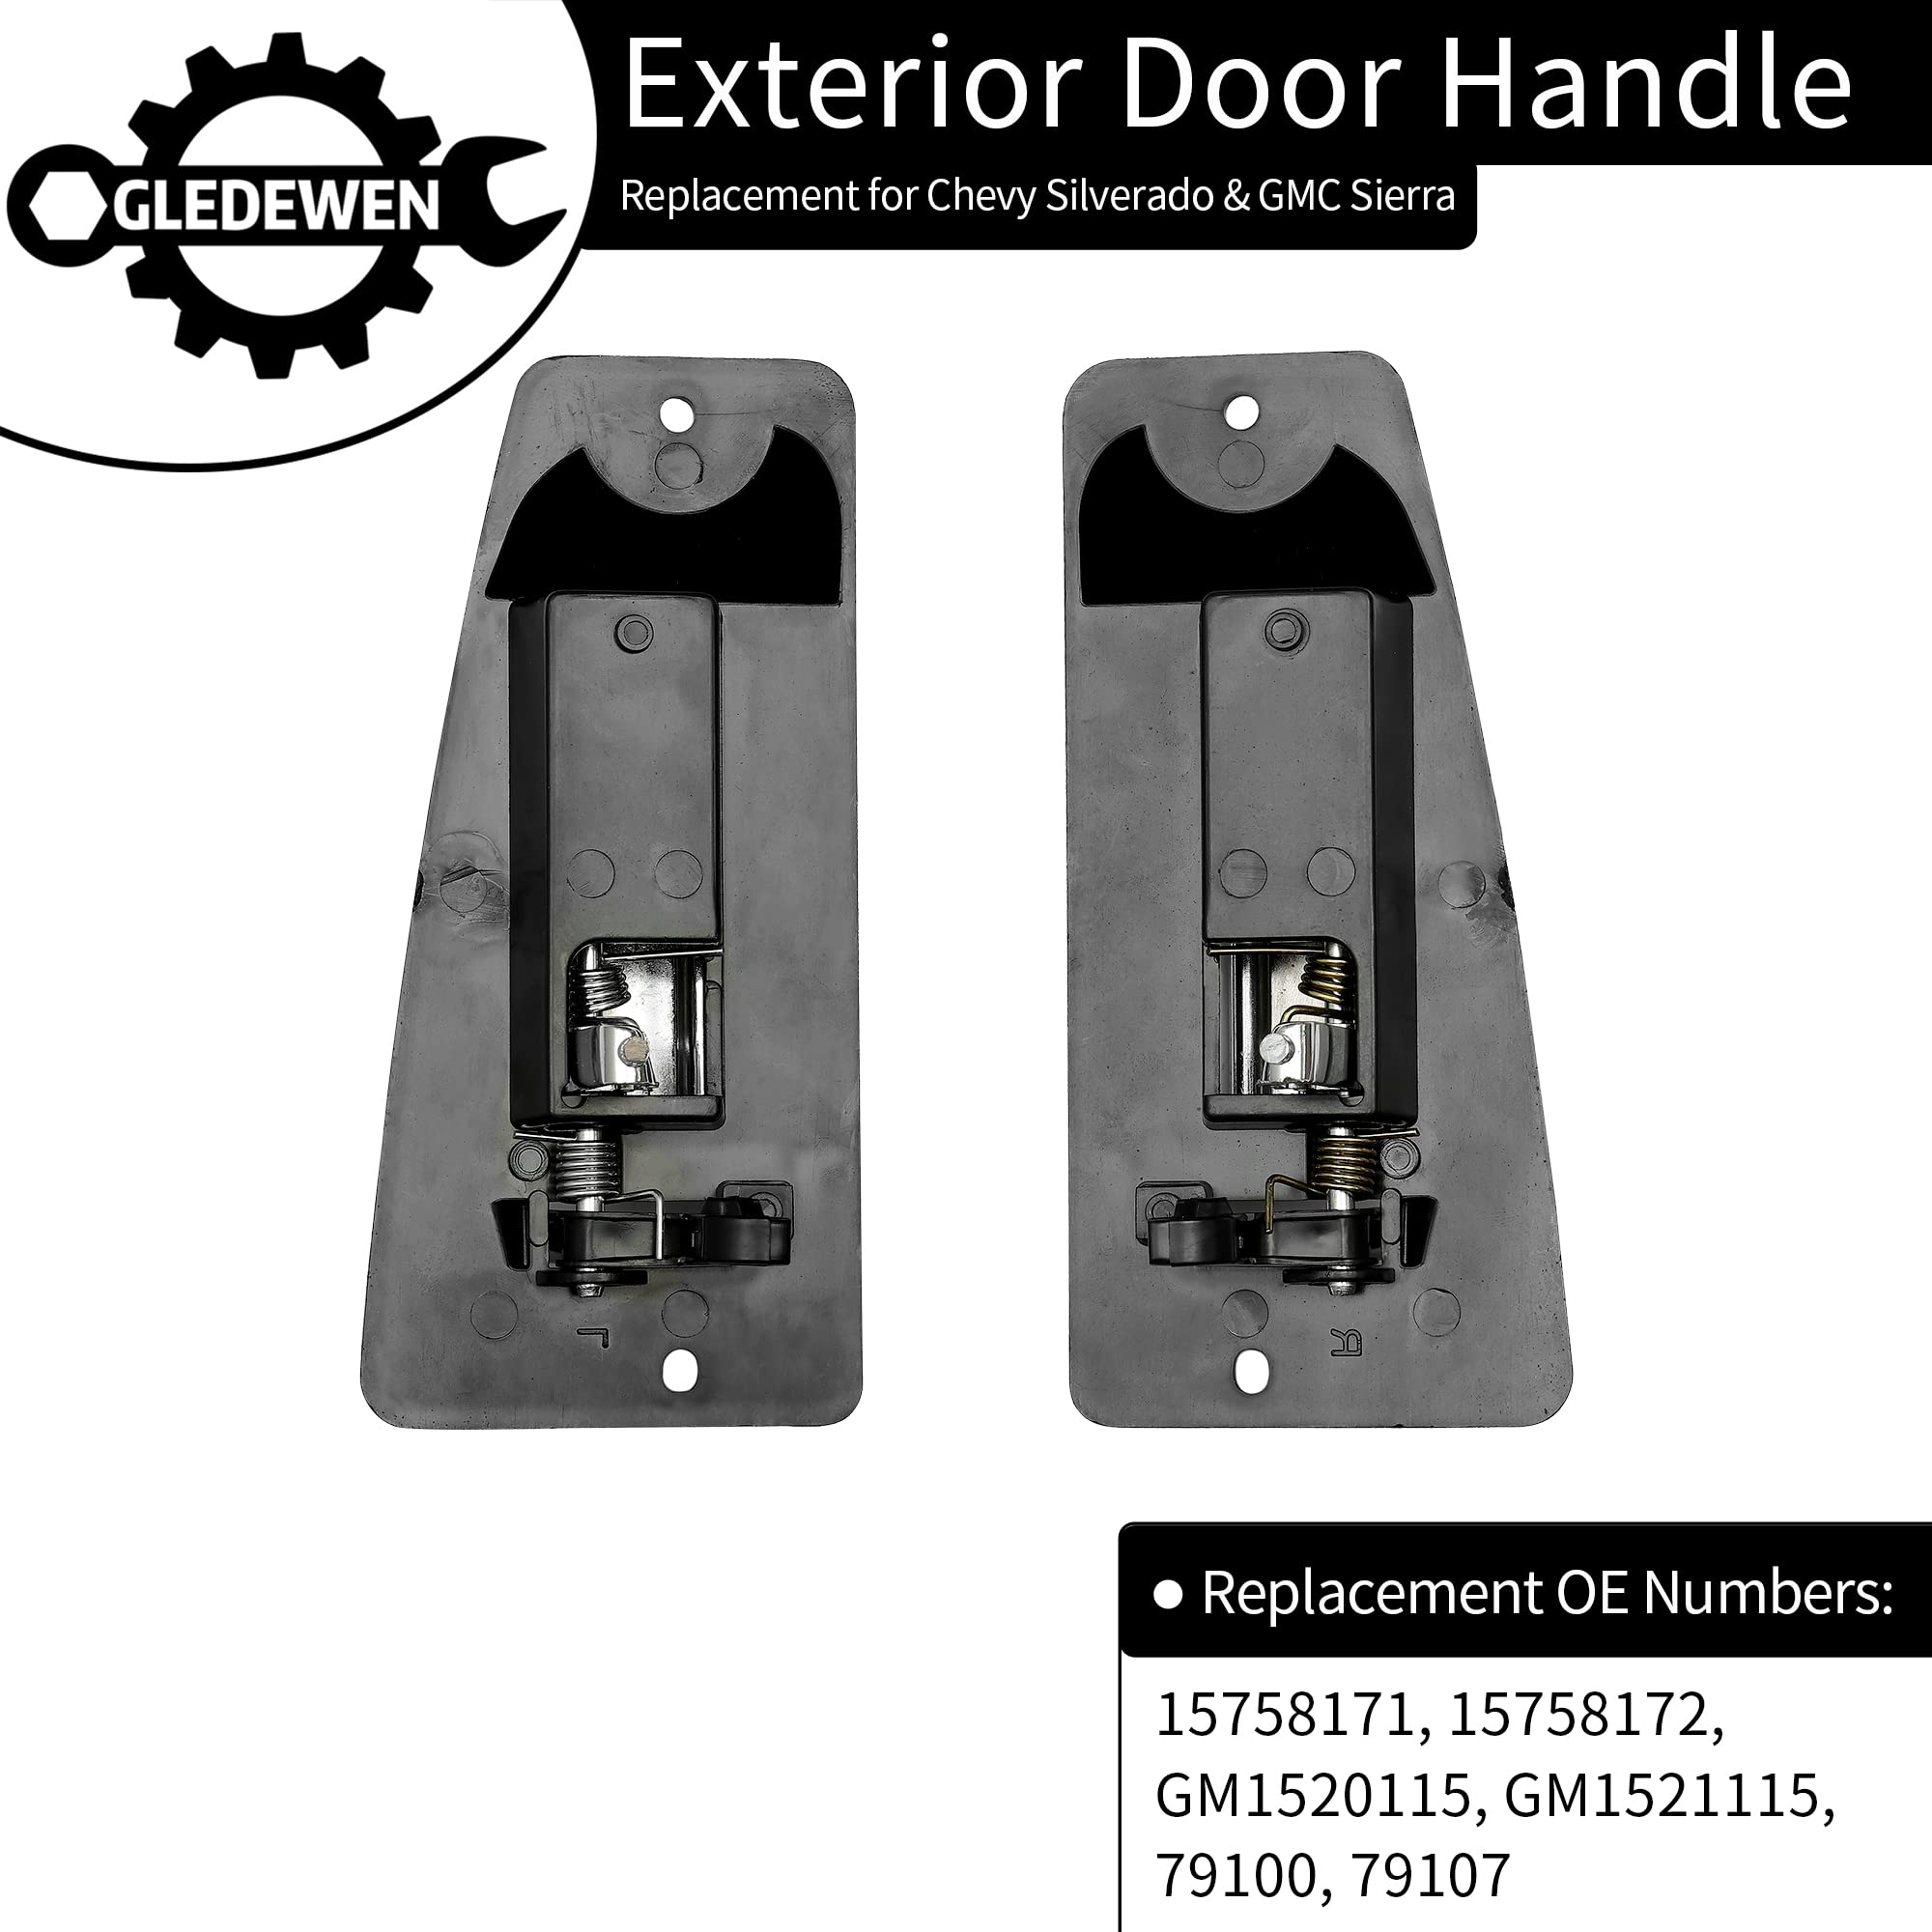 GLEDEWEN
Exterior Door Handle
Replacement for Chevy Silverado & GMC Sierra
L
R
● Replacement OE Numbers:
15758171, 15758172,
GM1520115, GM1521115,
79100, 79107